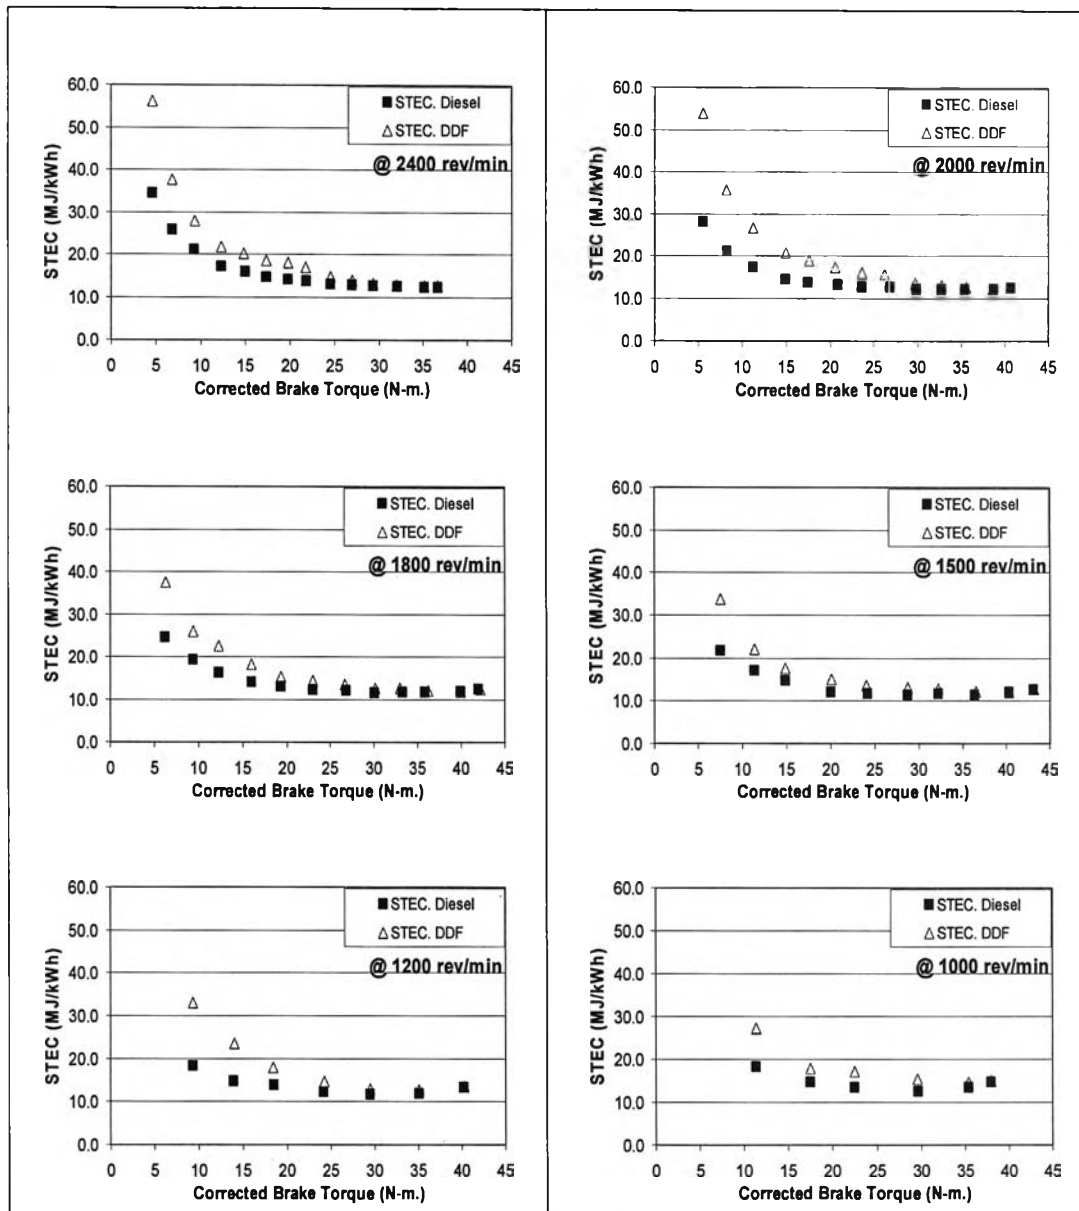 STEC (MJ/kWh)
60.0
50.0
40.0
30.0
20.0
10.0
0.0
STEC. Diesel
STEC. DDF
@ 2400 rev/min
0 5 10 15 20 25 30 35 40 45
Corrected Brake Torque (N-m.)
STEC (MJ/kWh)
60.0
50.0
40.0
30.0
20.0
10.0
0.0
STEC. Diesel
STEC. DDF
@ 2000 rev/min
0 5 10 15 20 25 30 35 40 45
Corrected Brake Torque (N-m.)
STEC (MJ/kWh)
60.0
50.0
40.0
30.0
20.0
10.0
0.0
STEC. Diesel
STEC. DDF
@ 1800 rev/min
0 5 10 15 20 25 30 35 40 45
Corrected Brake Torque (N-m.)
STEC (MJ/kWh)
60.0
50.0
40.0
30.0
20.0
10.0
0.0
STEC. Diesel
STEC. DDF
@ 1500 rev/min
0 5 10 15 20 25 30 35 40 45
Corrected Brake Torque (N-m.)
STEC (MJ/kWh)
60.0
50.0
40.0
30.0
20.0
10.0
0.0
STEC. Diesel
STEC. DDF
@ 1200 rev/min
0 5 10 15 20 25 30 35 40 45
Corrected Brake Torque (N-m.)
STEC (MJ/kWh)
60.0
50.0
40.0
30.0
20.0
10.0
0.0
STEC. Diesel
STEC. DDF
@ 1000 rev/min
0 5 10 15 20 25 30 35 40 45
Corrected Brake Torque (N-m.)